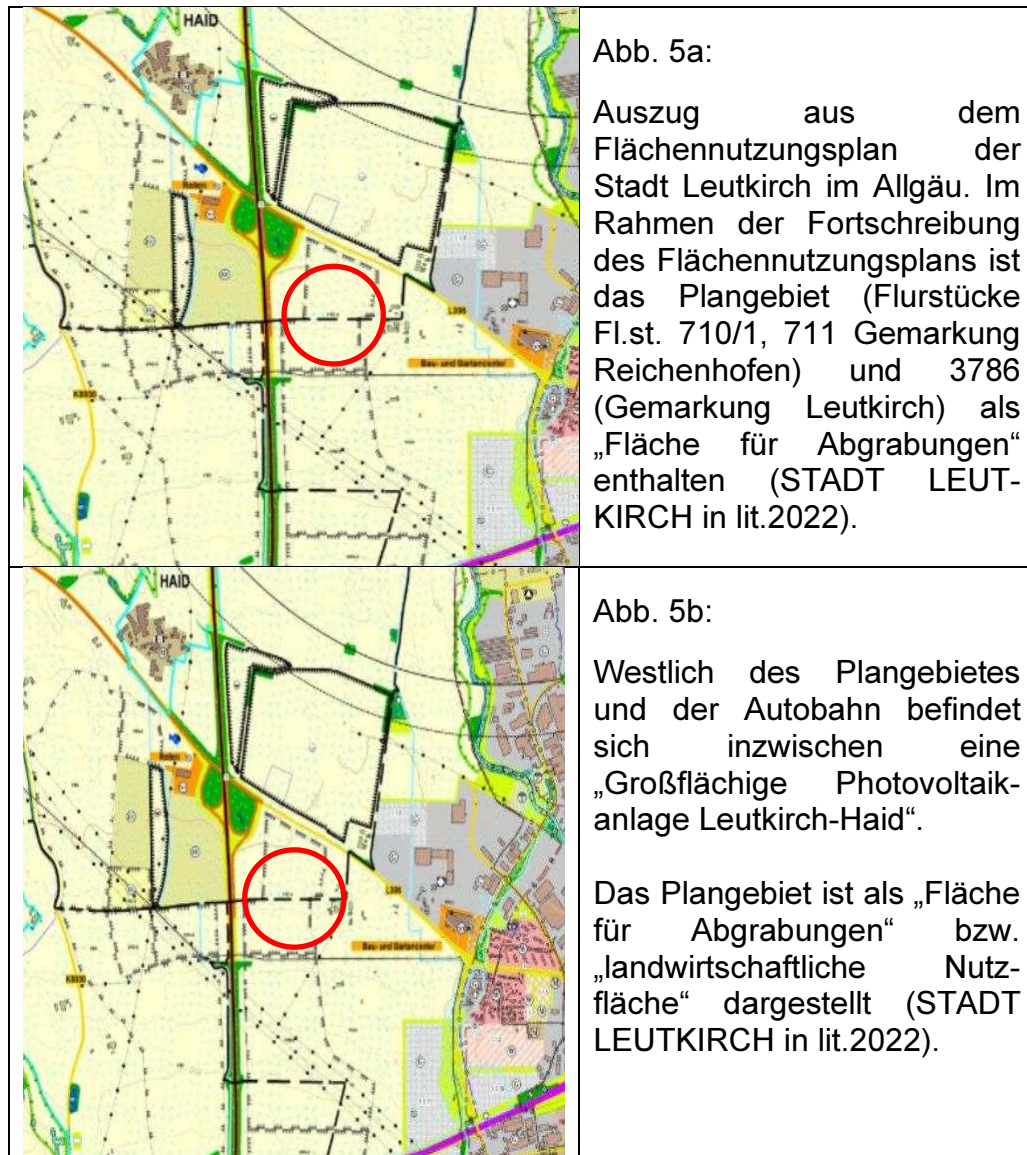 HAID
Reifen
L308
Bau- und Gartencenter
K8030
Abb. 5a:
Auszug aus dem
Flächennutzungsplan der
Stadt Leutkirch im Allgäu. Im
Rahmen der Fortschreibung
des Flächennutzungsplans ist
das Plangebiet (Flurstücke
Fl.st. 710/1, 711 Gemarkung
Reichenhofen) und 3786
(Gemarkung Leutkirch) als
„Fläche für Abgrabungen“
enthalten (STADT LEUT-
KIRCH in lit.2022).
HAID
Bau- und Gartencenter
K8030
Abb. 5b:
Westlich des Plangebietes
und der Autobahn befindet
sich inzwischen eine
„Großflächige Photovoltaik-
anlage Leutkirch-Haid“.
Das Plangebiet ist als „Fläche
für Abgrabungen“ bzw.
„landwirtschaftliche Nutz-
fläche“ dargestellt (STADT
LEUTKIRCH in lit.2022).